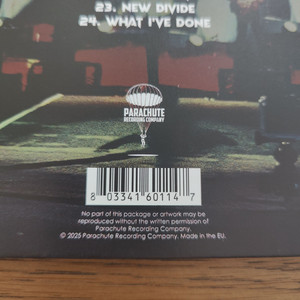 23. NEW DIVIDE
24. WHAT I'VE DONE
PARACHUTE
RECORDING COMPANY
8 03341 60114 7
No part of this package or artwork may be
reproduced without the written permission of
Parachute Recording Company.
© 2025 Parachute Recording Company. Made in the EU.